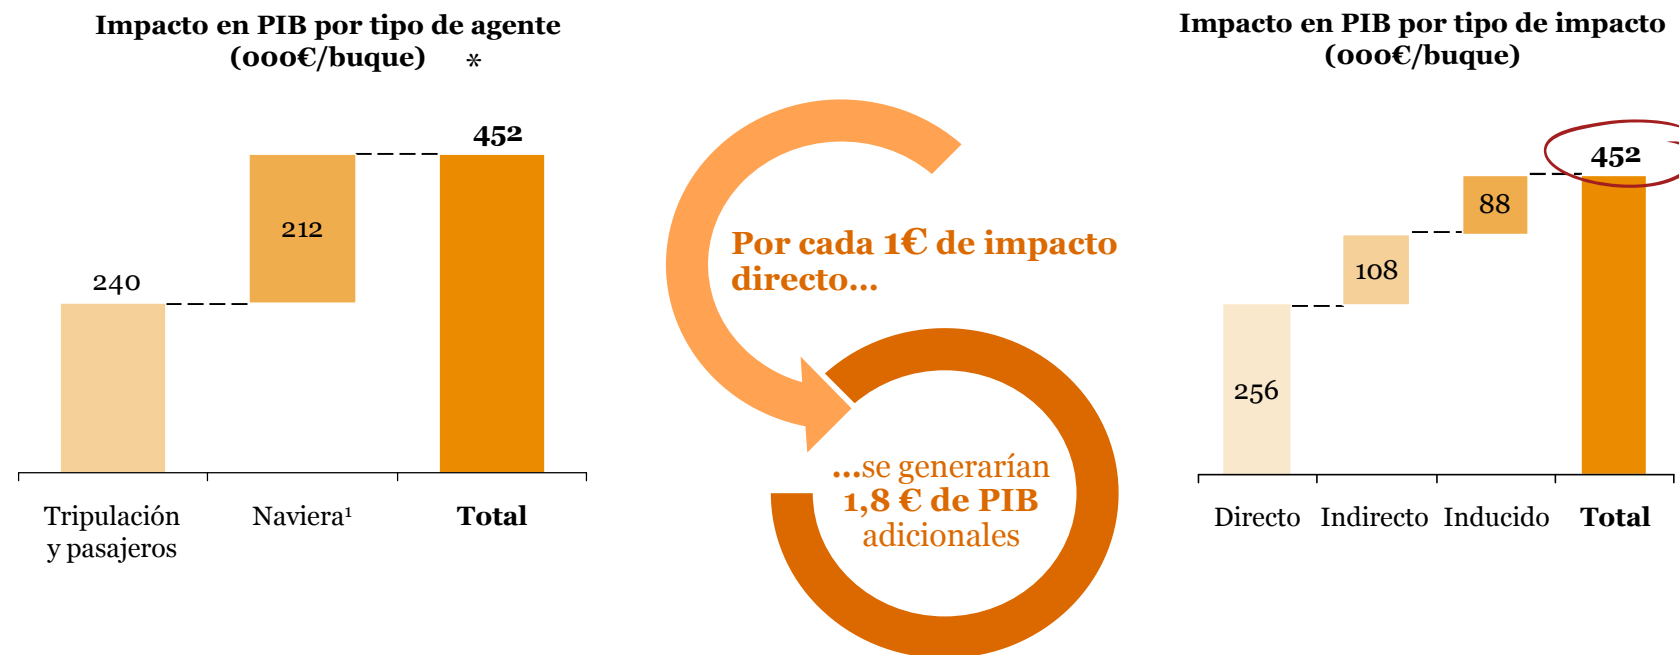 Impacto en PIB por tipo de agente
(000€/buque) *
452
212
240
Tripulación
y pasajeros
Naviera¹
Total
Por cada 1€ de impacto
directo...
...se generarían
1,8 € de PIB
adicionales
Impacto en PIB por tipo de impacto
(000€/buque)
452
88
108
256
Directo
Indirecto
Inducido
Total